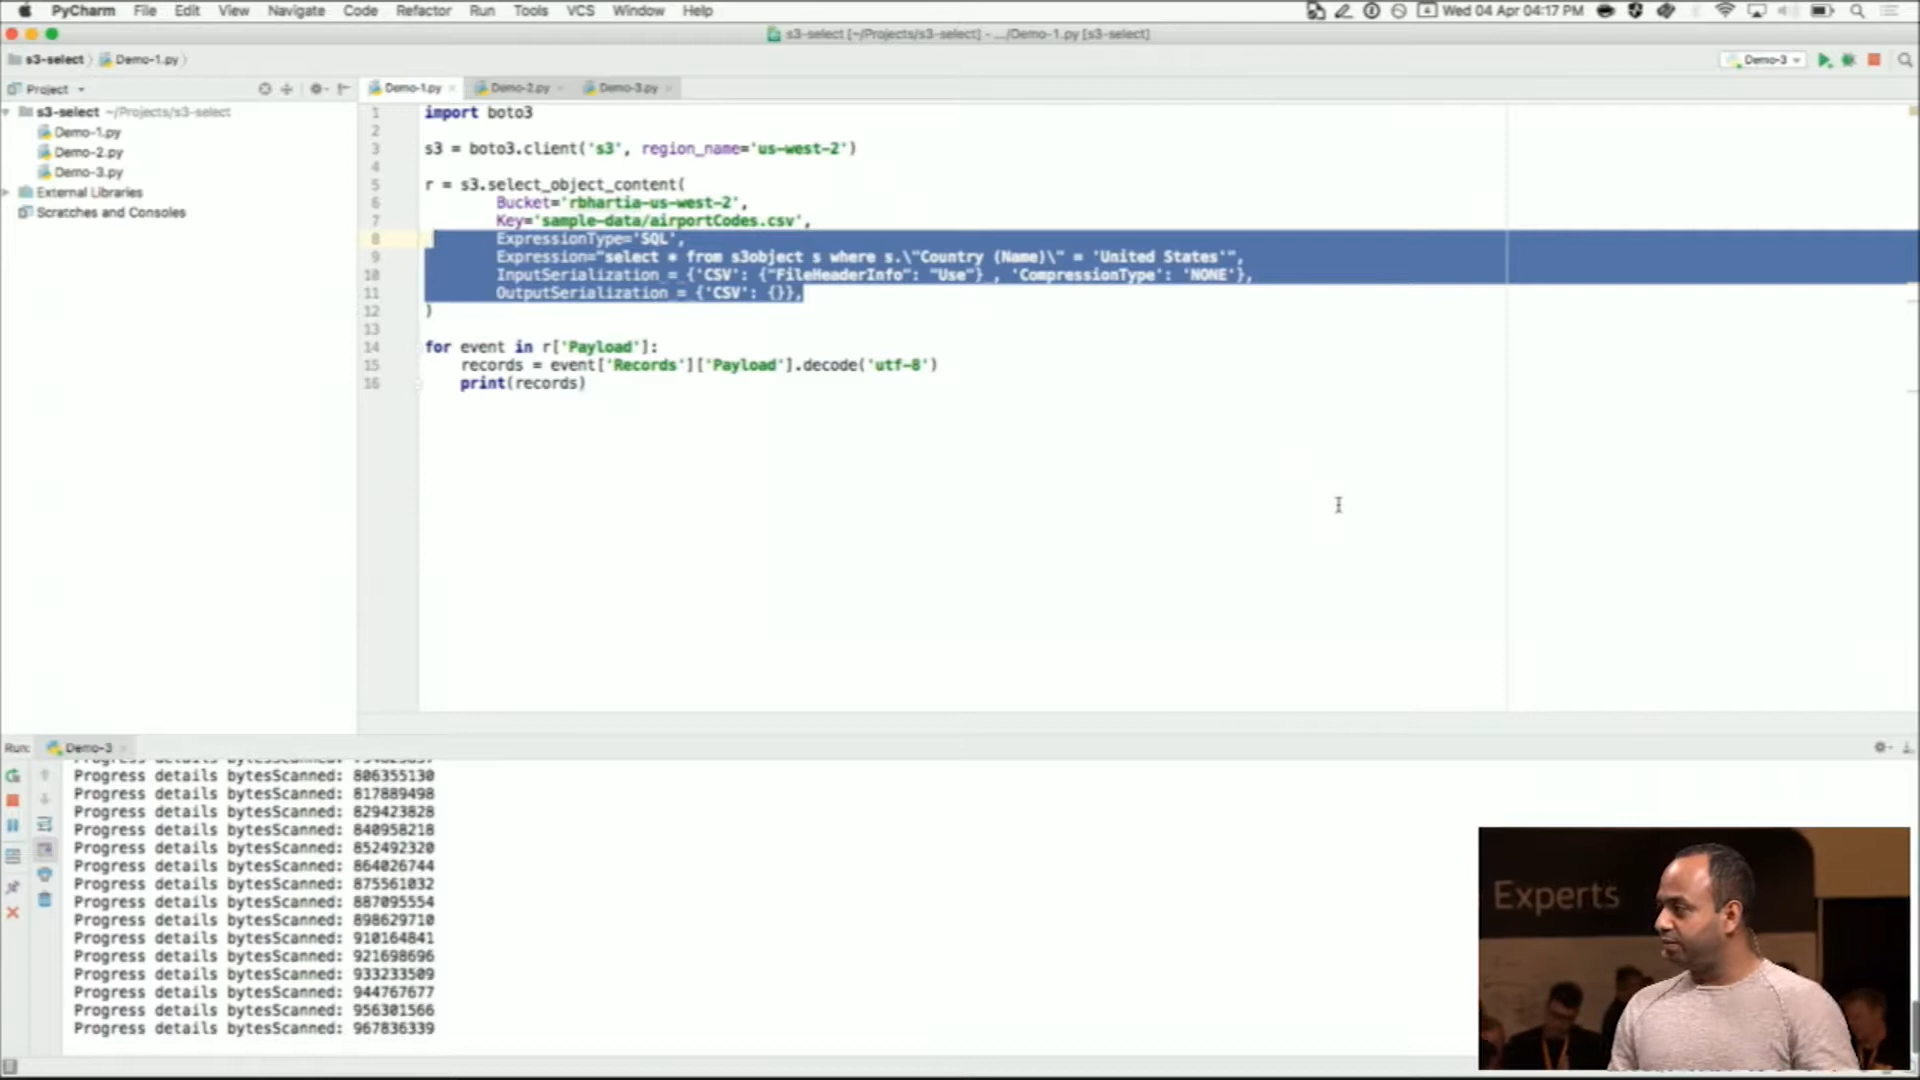 PyCharm File Edit View Navigate Code Refactor Run Tools VCS Window Help Wed 04 Apr 04:17 PM
s3-select [~/Projects/s3-select] - .../Demo-1.py [s3-select]
s3-select Demo-1.py Demo-3
Project Demo-1.py Demo-2.py Demo-3.py
s3-select ~/Projects/s3-select
Demo-1.py
Demo-2.py
Demo-3.py
External Libraries
Scratches and Consoles
1 import boto3
2
3 s3 = boto3.client('s3', region_name='us-west-2')
4
5 r = s3.select_object_content(
6 Bucket='rbhartia-us-west-2',
7 Key='sample-data/airportCodes.csv',
8 ExpressionType='SQL',
9 Expression="select * from s3object s where s.\"Country (Name)\" = 'United States'",
10 InputSerialization = {'CSV': {"FileHeaderInfo": "Use"} , 'CompressionType': 'NONE'},
11 OutputSerialization = {'CSV': {}},
12 )
13
14 for event in r['Payload']:
15 records = event['Records']['Payload'].decode('utf-8')
16 print(records)
Run: Demo-3
Progress details bytesScanned: 806355130
Progress details bytesScanned: 817889498
Progress details bytesScanned: 829423828
Progress details bytesScanned: 840958218
Progress details bytesScanned: 852492320
Progress details bytesScanned: 864026744
Progress details bytesScanned: 875561032
Progress details bytesScanned: 887095554
Progress details bytesScanned: 898629710
Progress details bytesScanned: 910164841
Progress details bytesScanned: 921698696
Progress details bytesScanned: 933233509
Progress details bytesScanned: 944767677
Progress details bytesScanned: 956301566
Progress details bytesScanned: 967836339
Experts